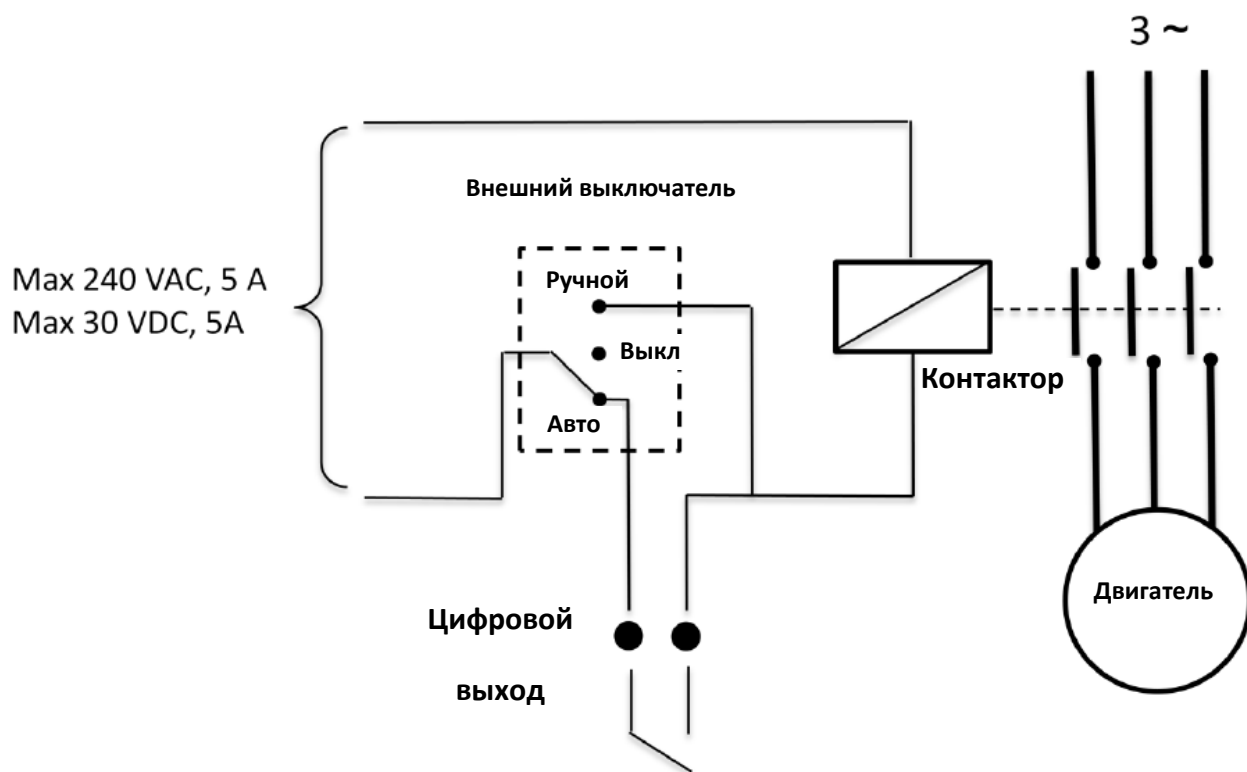 3 ~
Внешний выключатель
Max 240 VAC, 5 A
Max 30 VDC, 5A
Ручной
Выкл
Авто
Контактор
Двигатель
Цифровой
выход